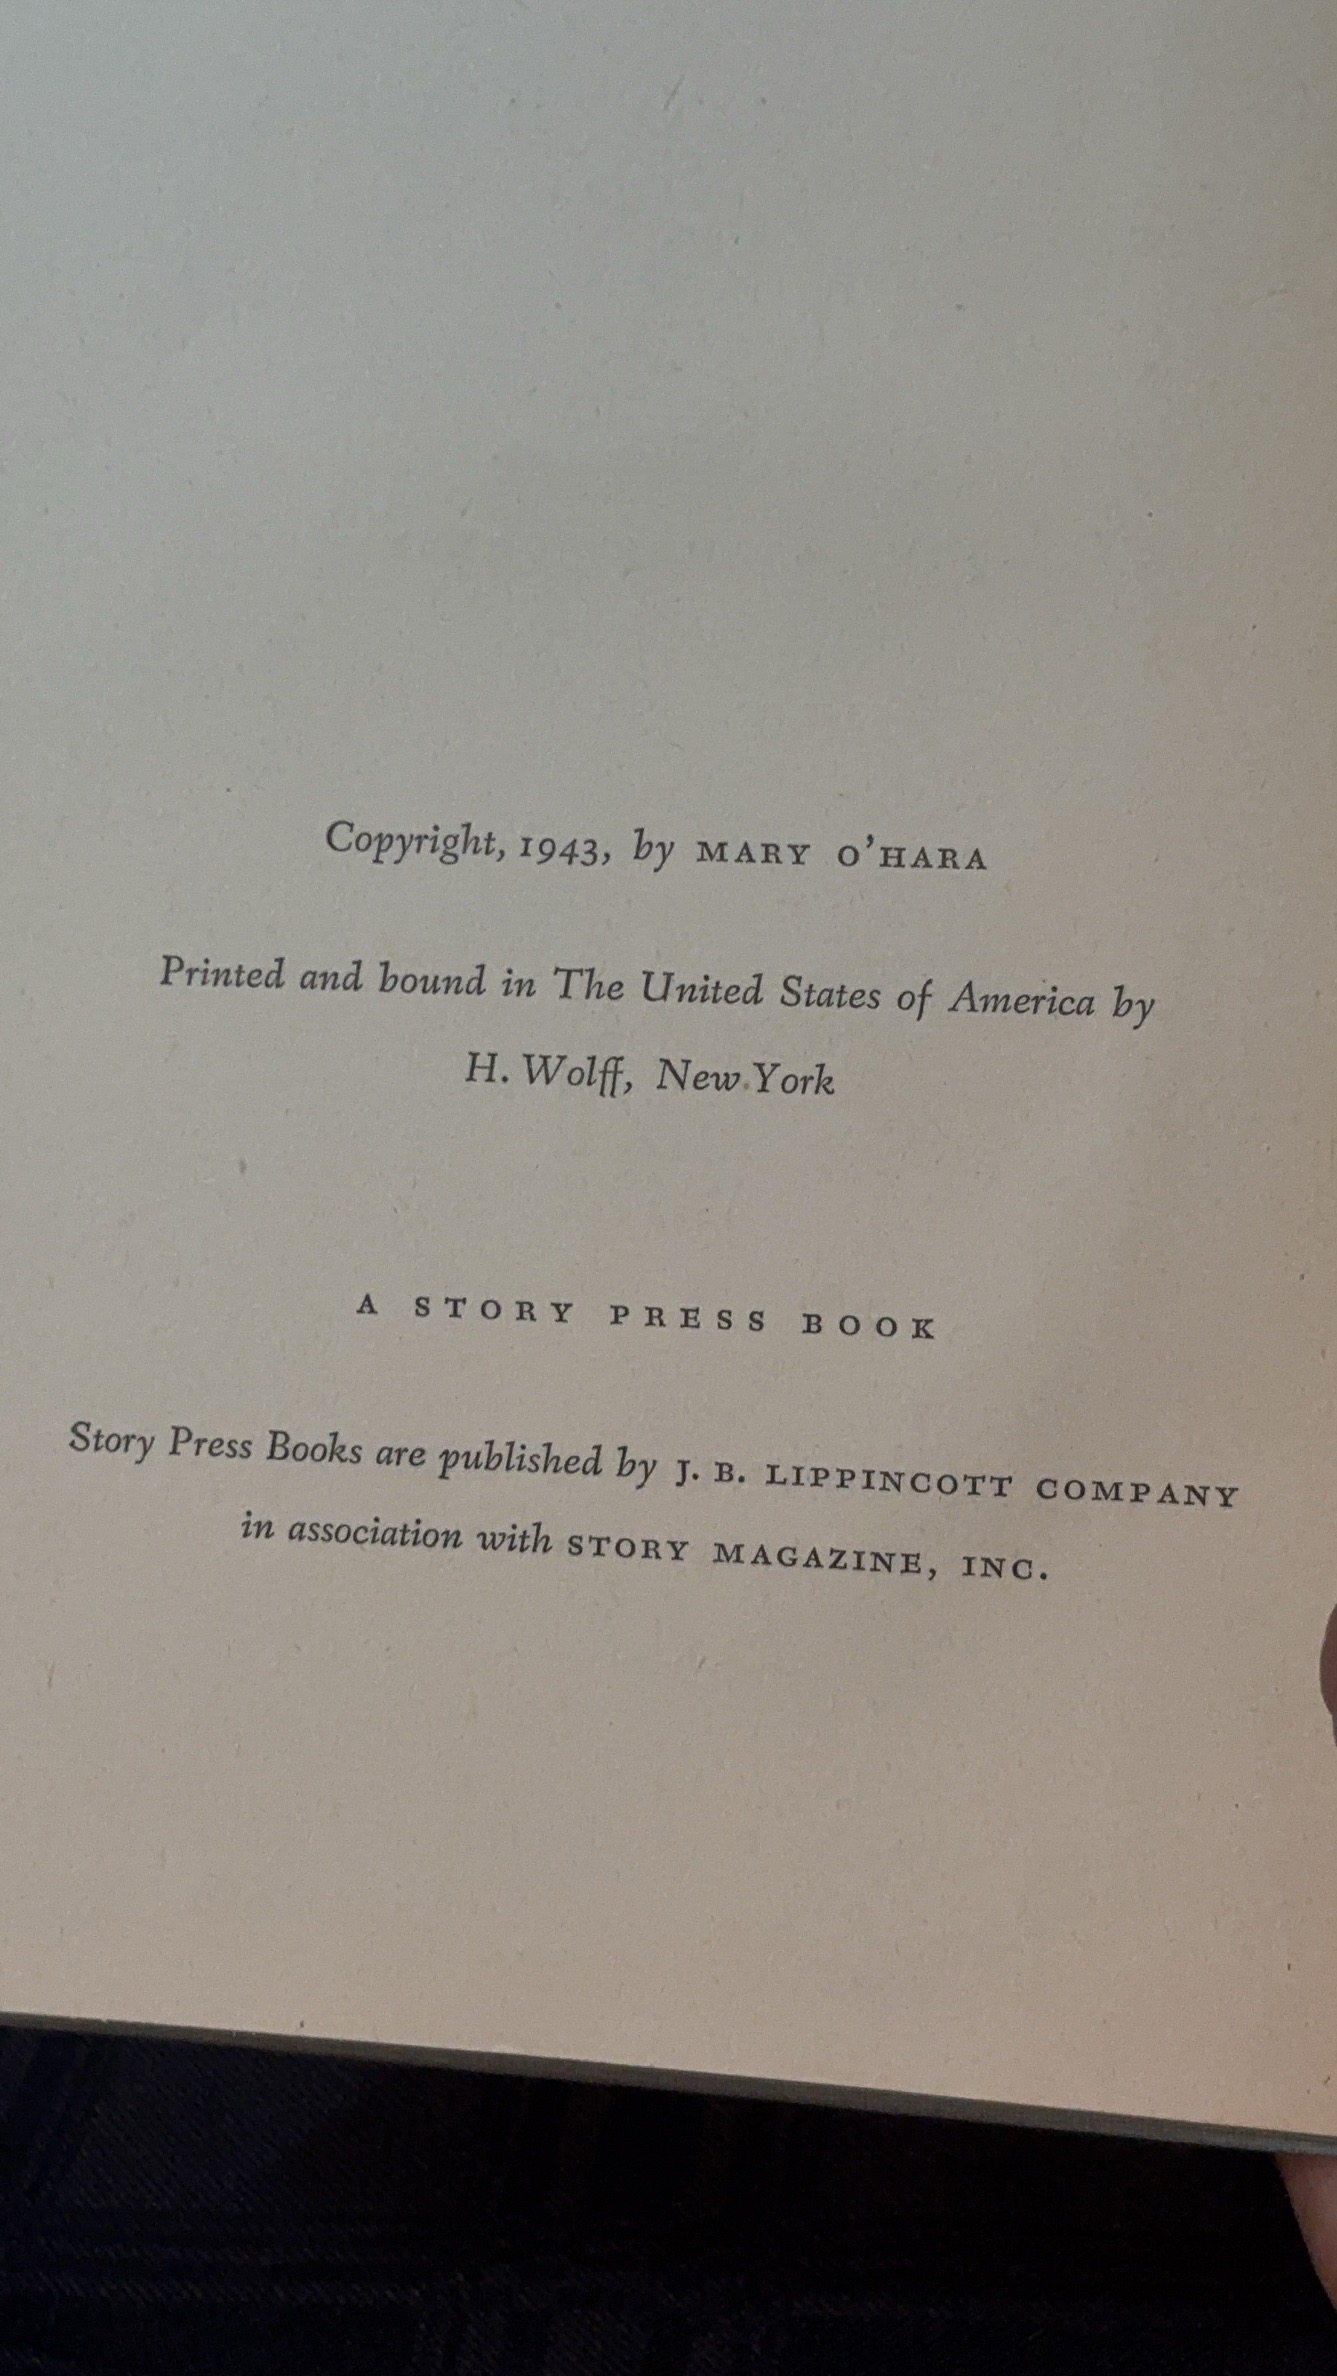 Copyright, 1943, by MARY O'HARA
Printed and bound in The United States of America by
H. Wolff, New York
A STORY PRESS BOOK
Story Press Books are published by J. B. LIPPINCOTT COMPANY
in association with STORY MAGAZINE, INC.